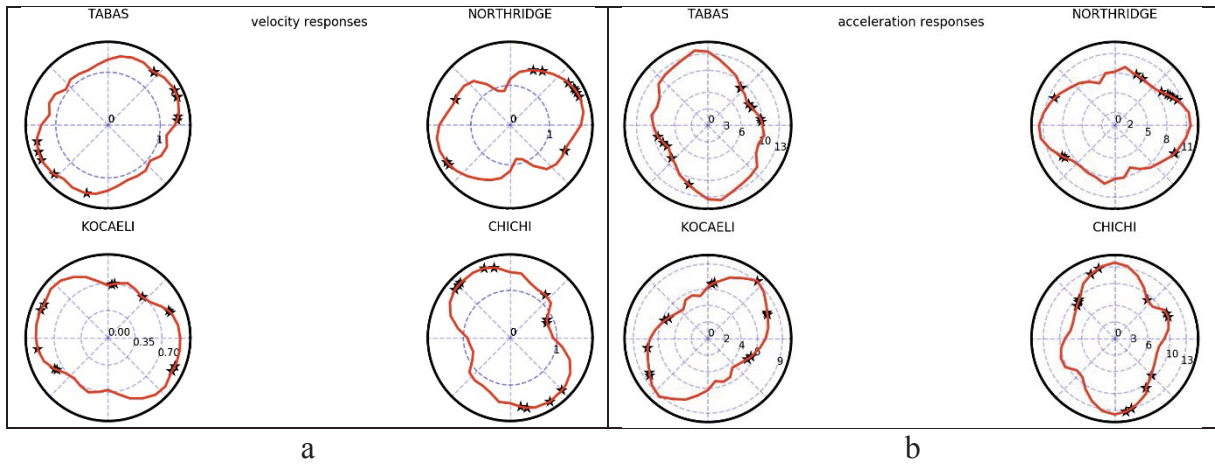 TABAS velocity responses NORTHRIDGE
0 1
0 1
KOCAELI CHICHI
0.00 0.35 0.70
0 1
a
TABAS acceleration responses NORTHRIDGE
0 3 6 10 13
0 2 5 8 11
KOCAELI CHICHI
0 2 4 6 9
0 3 6 10 13
b